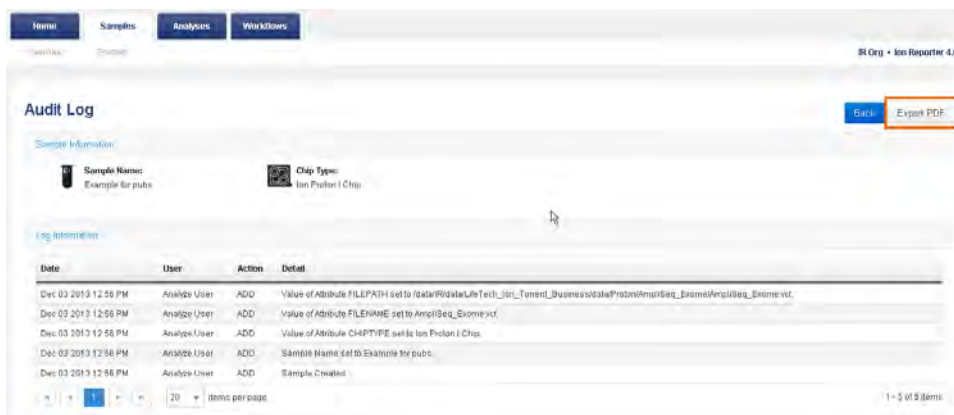 Home Samples Analyses Workflows
Overview
IR Org • Ion Reporter 4.
Audit Log
Back Export PDF
Sample Information
Sample Name: Chip Type:
Example for pubs Ion Proton I Chip
Log Information
Date User Action Detail
Dec 03 2013 12:56 PM Analyze User ADD Value of Attribute FILEPATH set to /data/IR/data/LifeTech_Ion_Torrent_Business/data/Proton/AmpliSeq_Exome/AmpliSeq_Exome.vcf.
Dec 03 2013 12:56 PM Analyze User ADD Value of Attribute FILENAME set to AmpliSeq_Exome.vcf.
Dec 03 2013 12:56 PM Analyze User ADD Value of Attribute CHIPTYPE set to Ion Proton I Chip.
Dec 03 2013 12:56 PM Analyze User ADD Sample Name set to Example for pubs.
Dec 03 2013 12:56 PM Analyze User ADD Sample Created.
1 20 items per page 1 - 5 of 5 items